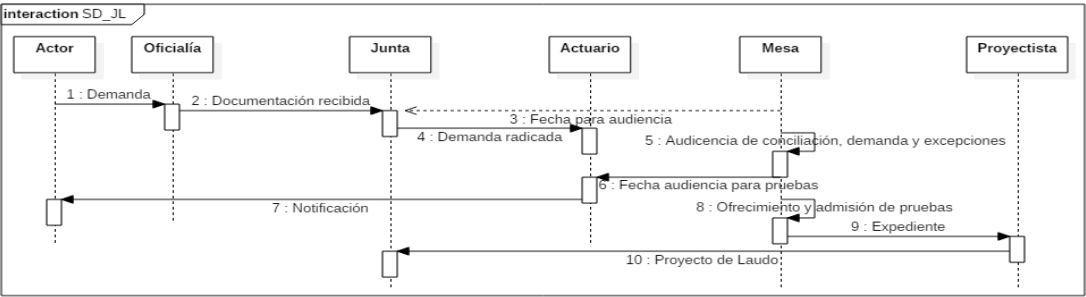 interaction SD_JL
Actor
Oficialía
Junta
Actuario
Mesa
Proyectista
1 : Demanda
2 : Documentación recibida
3 : Fecha para audiencia
4 : Demanda radicada
5 : Audicencia de conciliación, demanda y excepciones
6 : Fecha audiencia para pruebas
7 : Notificación
8 : Ofrecimiento y admisión de pruebas
9 : Expediente
10 : Proyecto de Laudo